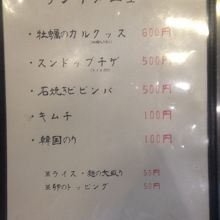 ランチメニュー
・牡蠣のカルクッス 800円
・スンドゥブチゲ 500円
・石焼きビビンバ 500円
・キムチ 100円
・韓国のり 100円
※ライス・麺の大盛り 50円
※卵のトッピング 50円